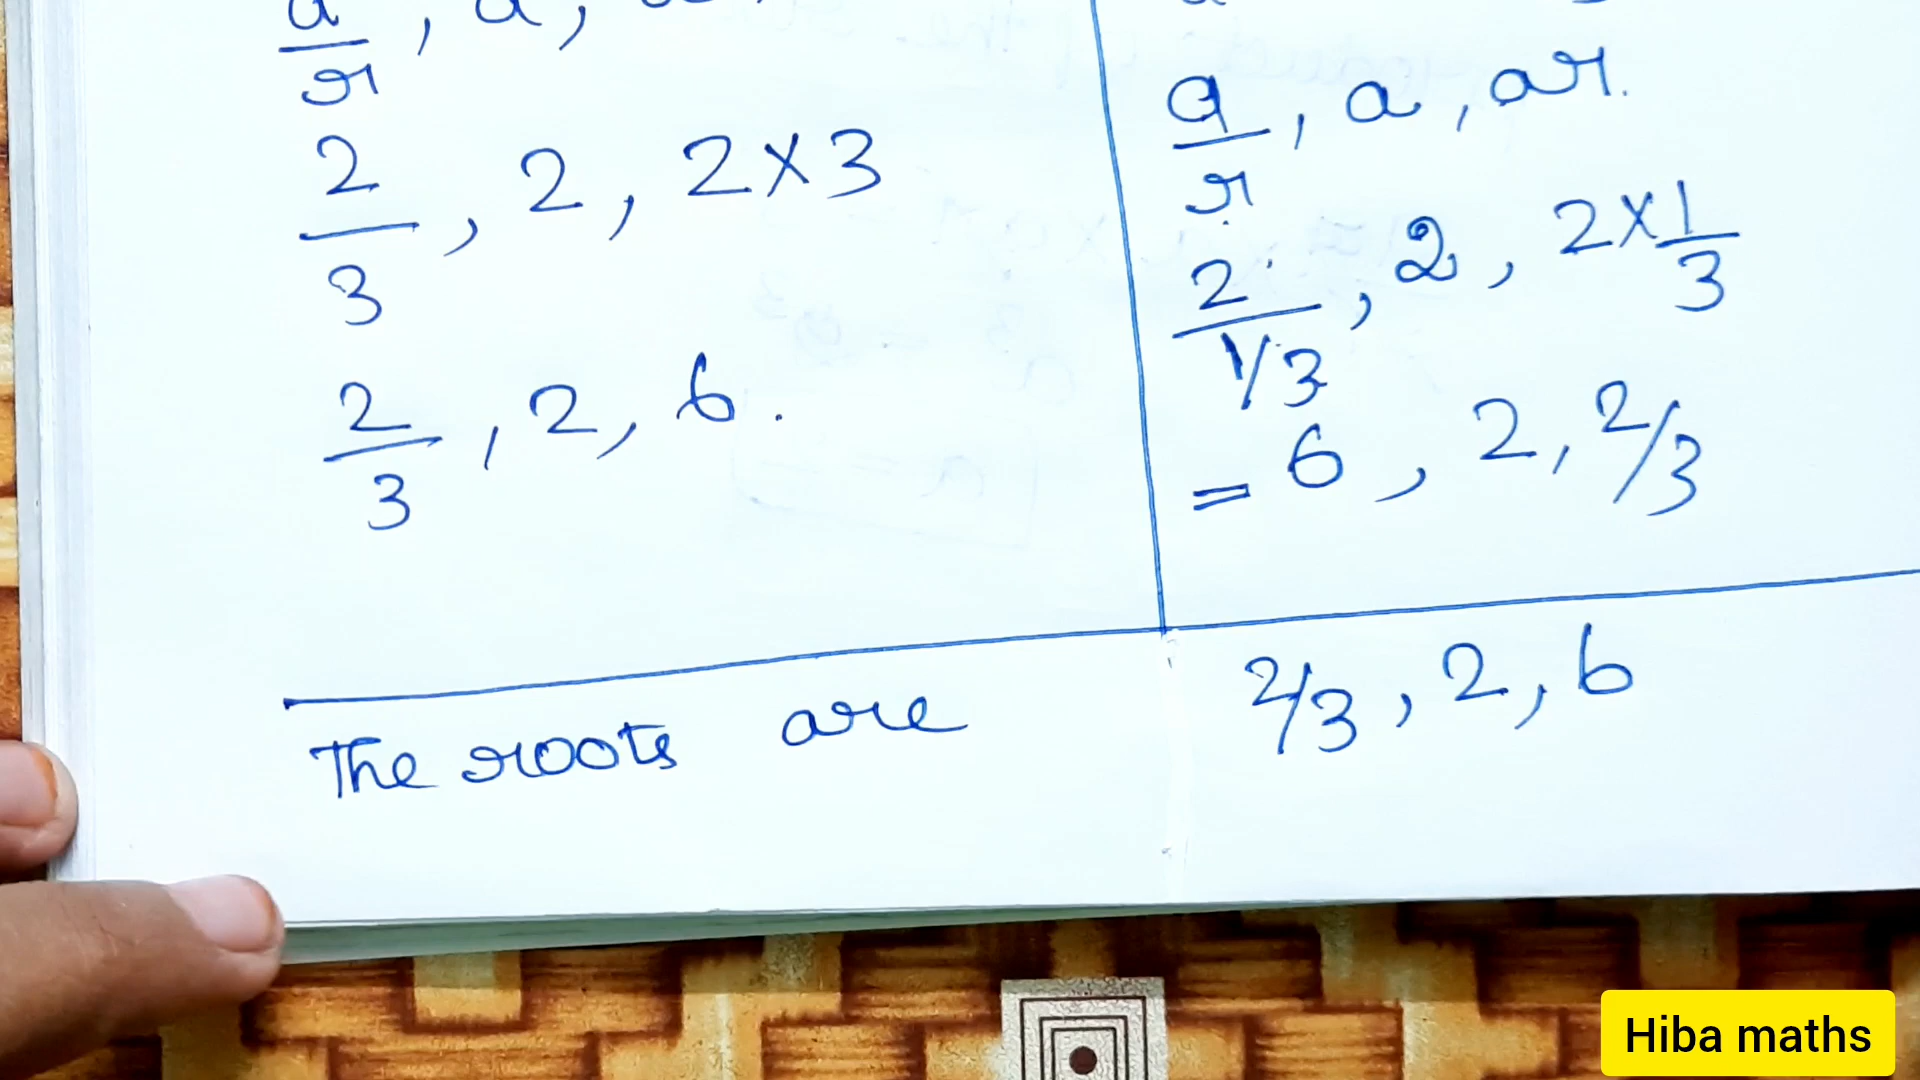 a/r, a,
2/3, 2, 2×3
2/3, 2, 6.
a/r, a, ar.
2/1/3, 2, 2×1/3
= 6, 2, 2/3
The roots are 2/3, 2, 6
Hiba maths